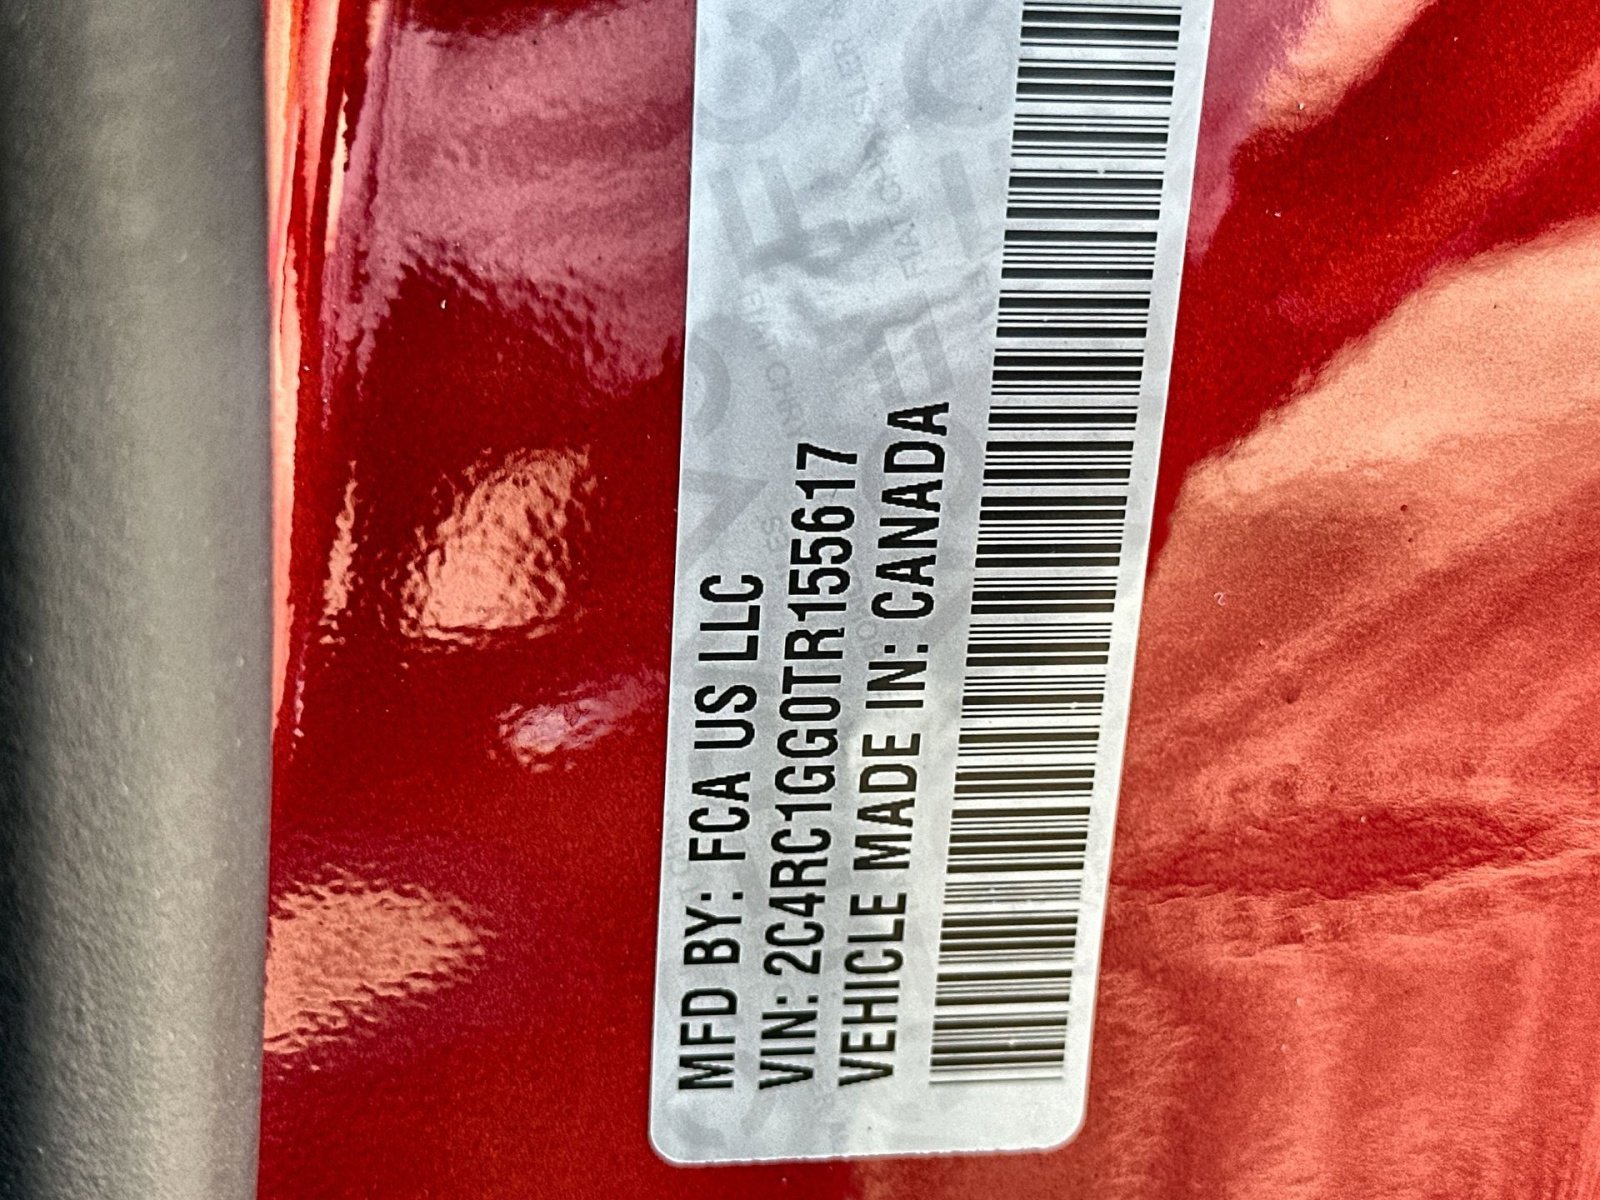 MFD BY: FCA US LLC
VIN: 2C4RC1GG0TR155617
VEHICLE MADE IN: CANADA